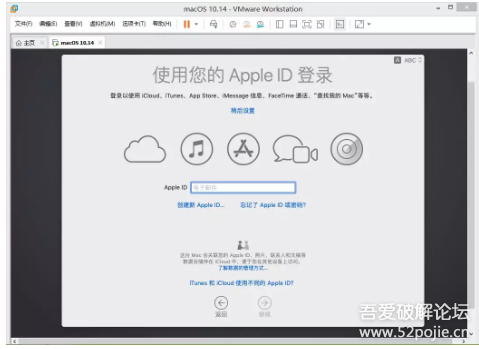 macOS 10.14 - VMware Workstation
文件(F) 编辑(E) 查看(V) 虚拟机(M) 选项卡(T) 帮助(H)
主页 macOS 10.14
A ABC
使用您的 Apple ID 登录
登录以使用 iCloud、iTunes、App Store、iMessage 信息、FaceTime 通话、“查找我的 Mac”等等。
稍后设置
Apple ID 电子邮件
创建新 Apple ID... 忘记了 Apple ID 或密码?
这台 Mac 会关联您的 Apple ID，照片、联系人和文稿等
数据会储存在 iCloud 中，便于您在其他设备上访问。
了解数据的管理方式...
iTunes 和 iCloud 使用不同的 Apple ID?
返回 继续
吾爱破解论坛
www.52pojie.cn